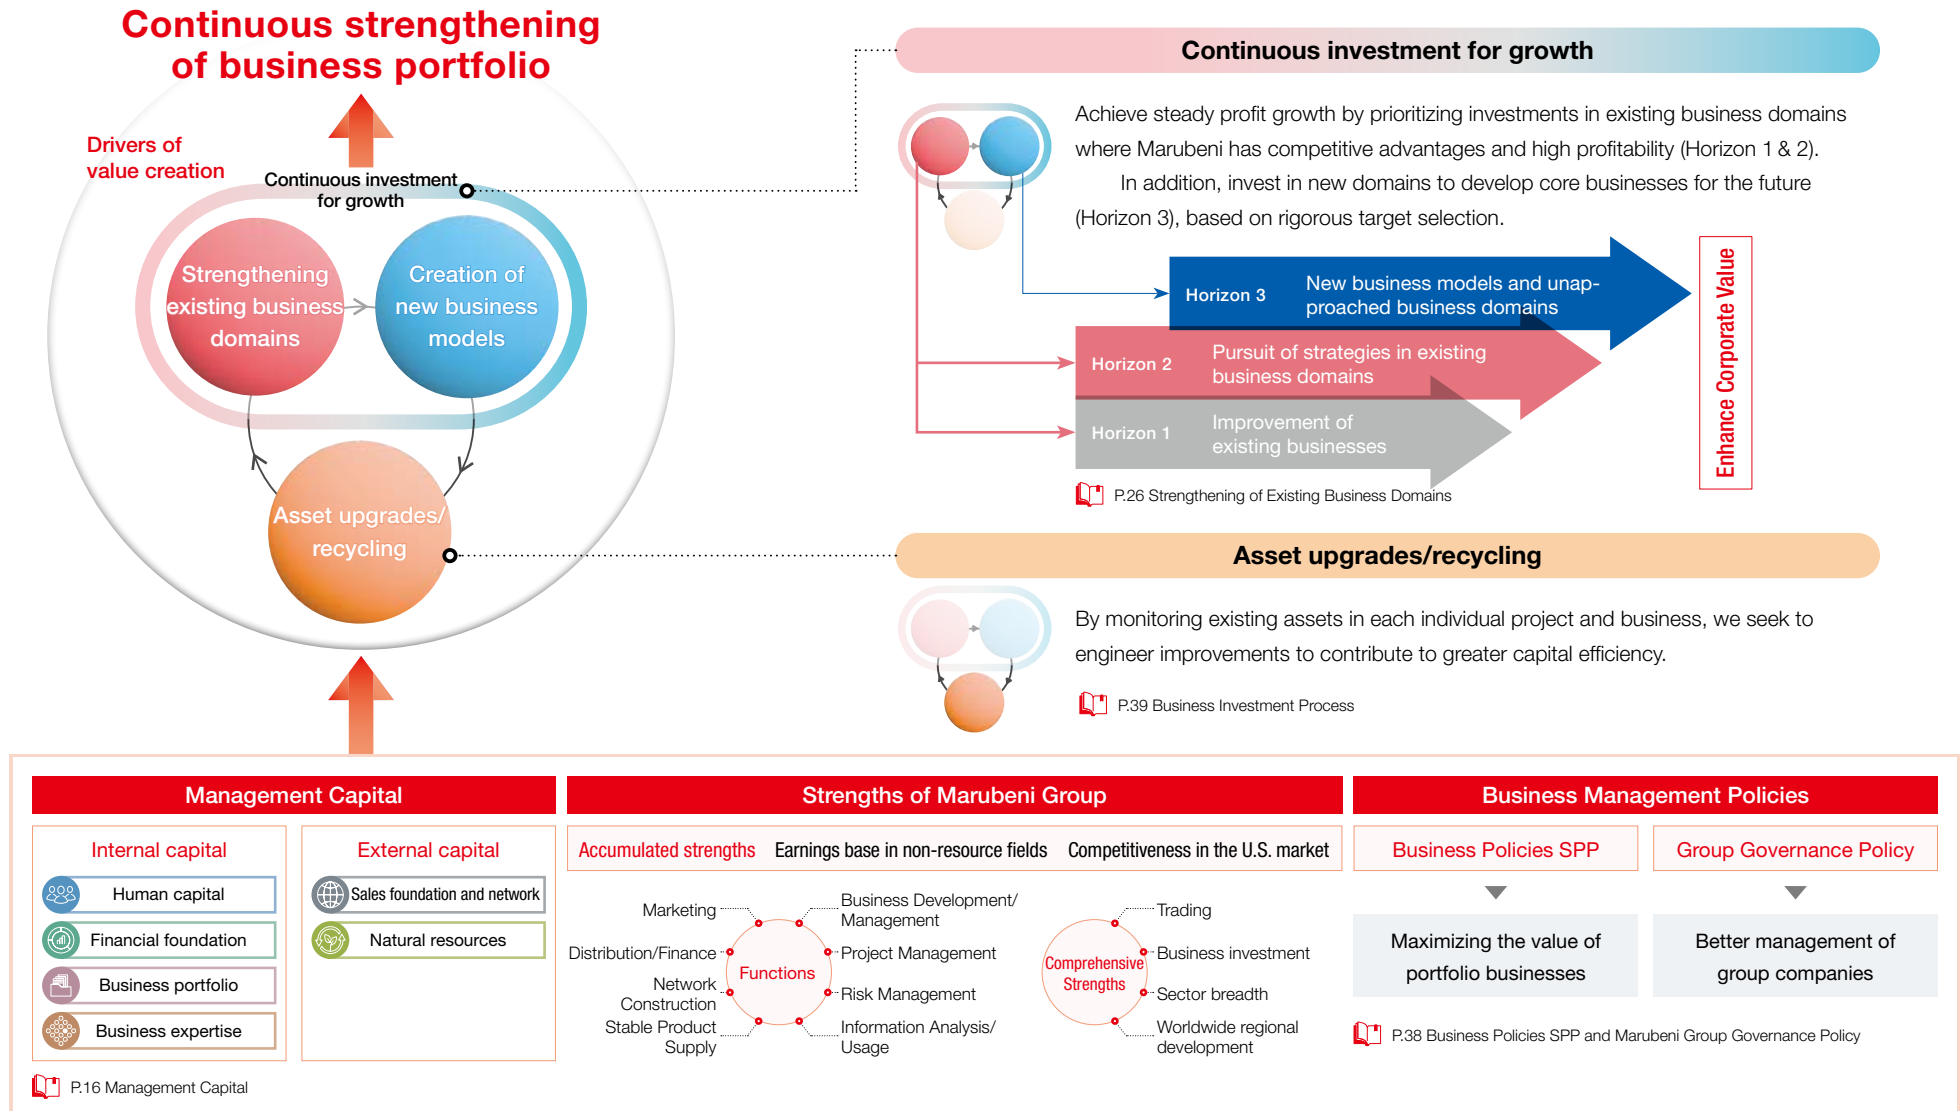 Continuous strengthening
of business portfolio
Drivers of
value creation
Continuous investment
for growth
Strengthening
existing business
domains
Creation of
new business
models
Asset upgrades/
recycling
Continuous investment for growth
Achieve steady profit growth by prioritizing investments in existing business domains
where Marubeni has competitive advantages and high profitability (Horizon 1 & 2).
In addition, invest in new domains to develop core businesses for the future
(Horizon 3), based on rigorous target selection.
Horizon 3
New business models and unap-
proached business domains
Horizon 2
Pursuit of strategies in existing
business domains
Horizon 1
Improvement of
existing businesses
Enhance Corporate Value
P.26 Strengthening of Existing Business Domains
Asset upgrades/recycling
By monitoring existing assets in each individual project and business, we seek to
engineer improvements to contribute to greater capital efficiency.
P.39 Business Investment Process
Management Capital
Internal capital
Human capital
Financial foundation
Business portfolio
Business expertise
External capital
Sales foundation and network
Natural resources
P.16 Management Capital
Strengths of Marubeni Group
Accumulated strengths Earnings base in non-resource fields Competitiveness in the U.S. market
Marketing
Distribution/Finance
Network
Construction
Stable Product
Supply
Functions
Business Development/
Management
Project Management
Risk Management
Information Analysis/
Usage
Comprehensive
Strengths
Trading
Business investment
Sector breadth
Worldwide regional
development
Business Management Policies
Business Policies SPP
Maximizing the value of
portfolio businesses
Group Governance Policy
Better management of
group companies
P.38 Business Policies SPP and Marubeni Group Governance Policy